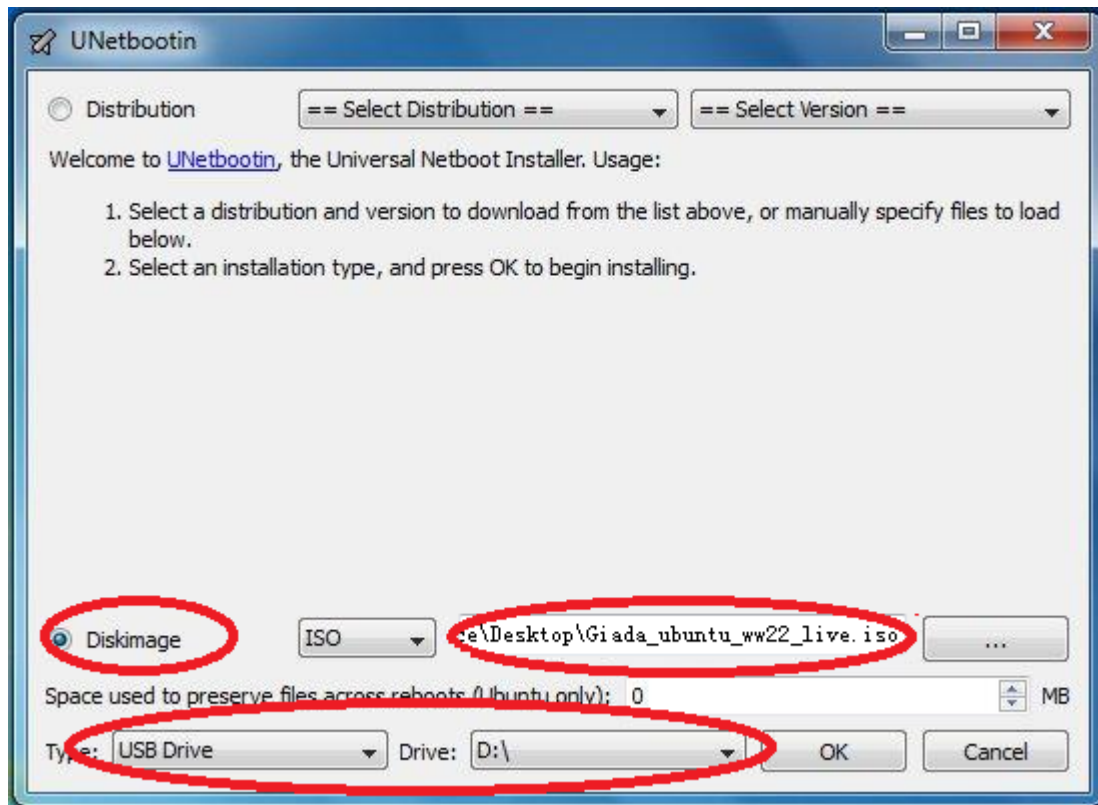 UNetbootin
Distribution == Select Distribution == == Select Version ==
Welcome to UNetbootin, the Universal Netboot Installer. Usage:
1. Select a distribution and version to download from the list above, or manually specify files to load
below.
2. Select an installation type, and press OK to begin installing.
Diskimage ISO ce\Desktop\Giada_ubuntu_ww22_live.iso ...
Space used to preserve files across reboots (Ubuntu only): 0 MB
Type: USB Drive Drive: D:\ OK Cancel